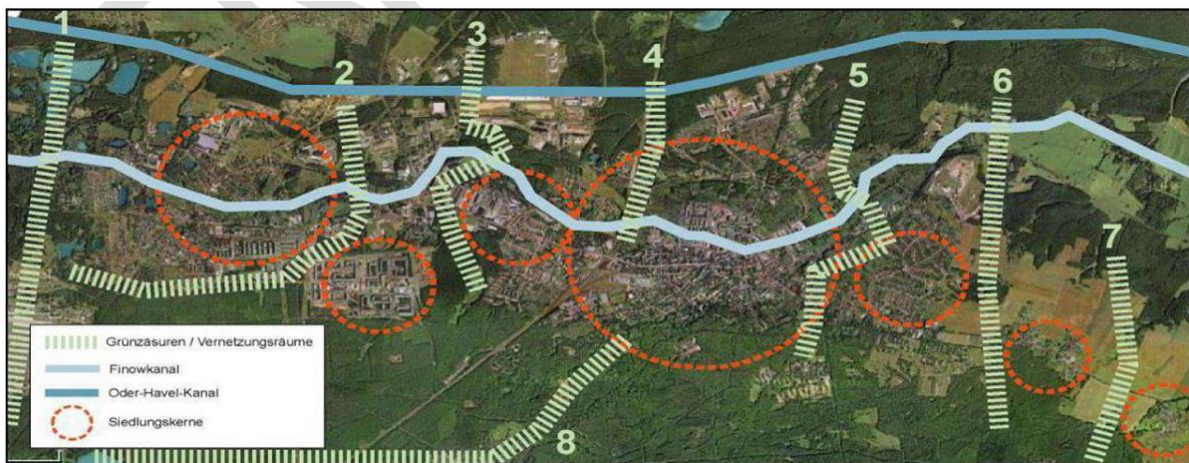 1
2
3
4
5
6
7
8
Grünzäsuren / Vernetzungsräume
Finowkanal
Oder-Havel-Kanal
Siedlungskerne